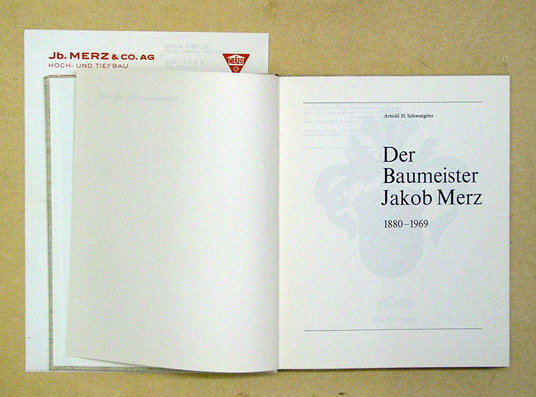 Jb. MERZ & CO. AG
HOCH- UND TIEFBAU
MERZ
Arnold H. Schwengeler
Der
Baumeister
Jakob Merz
1880–1969